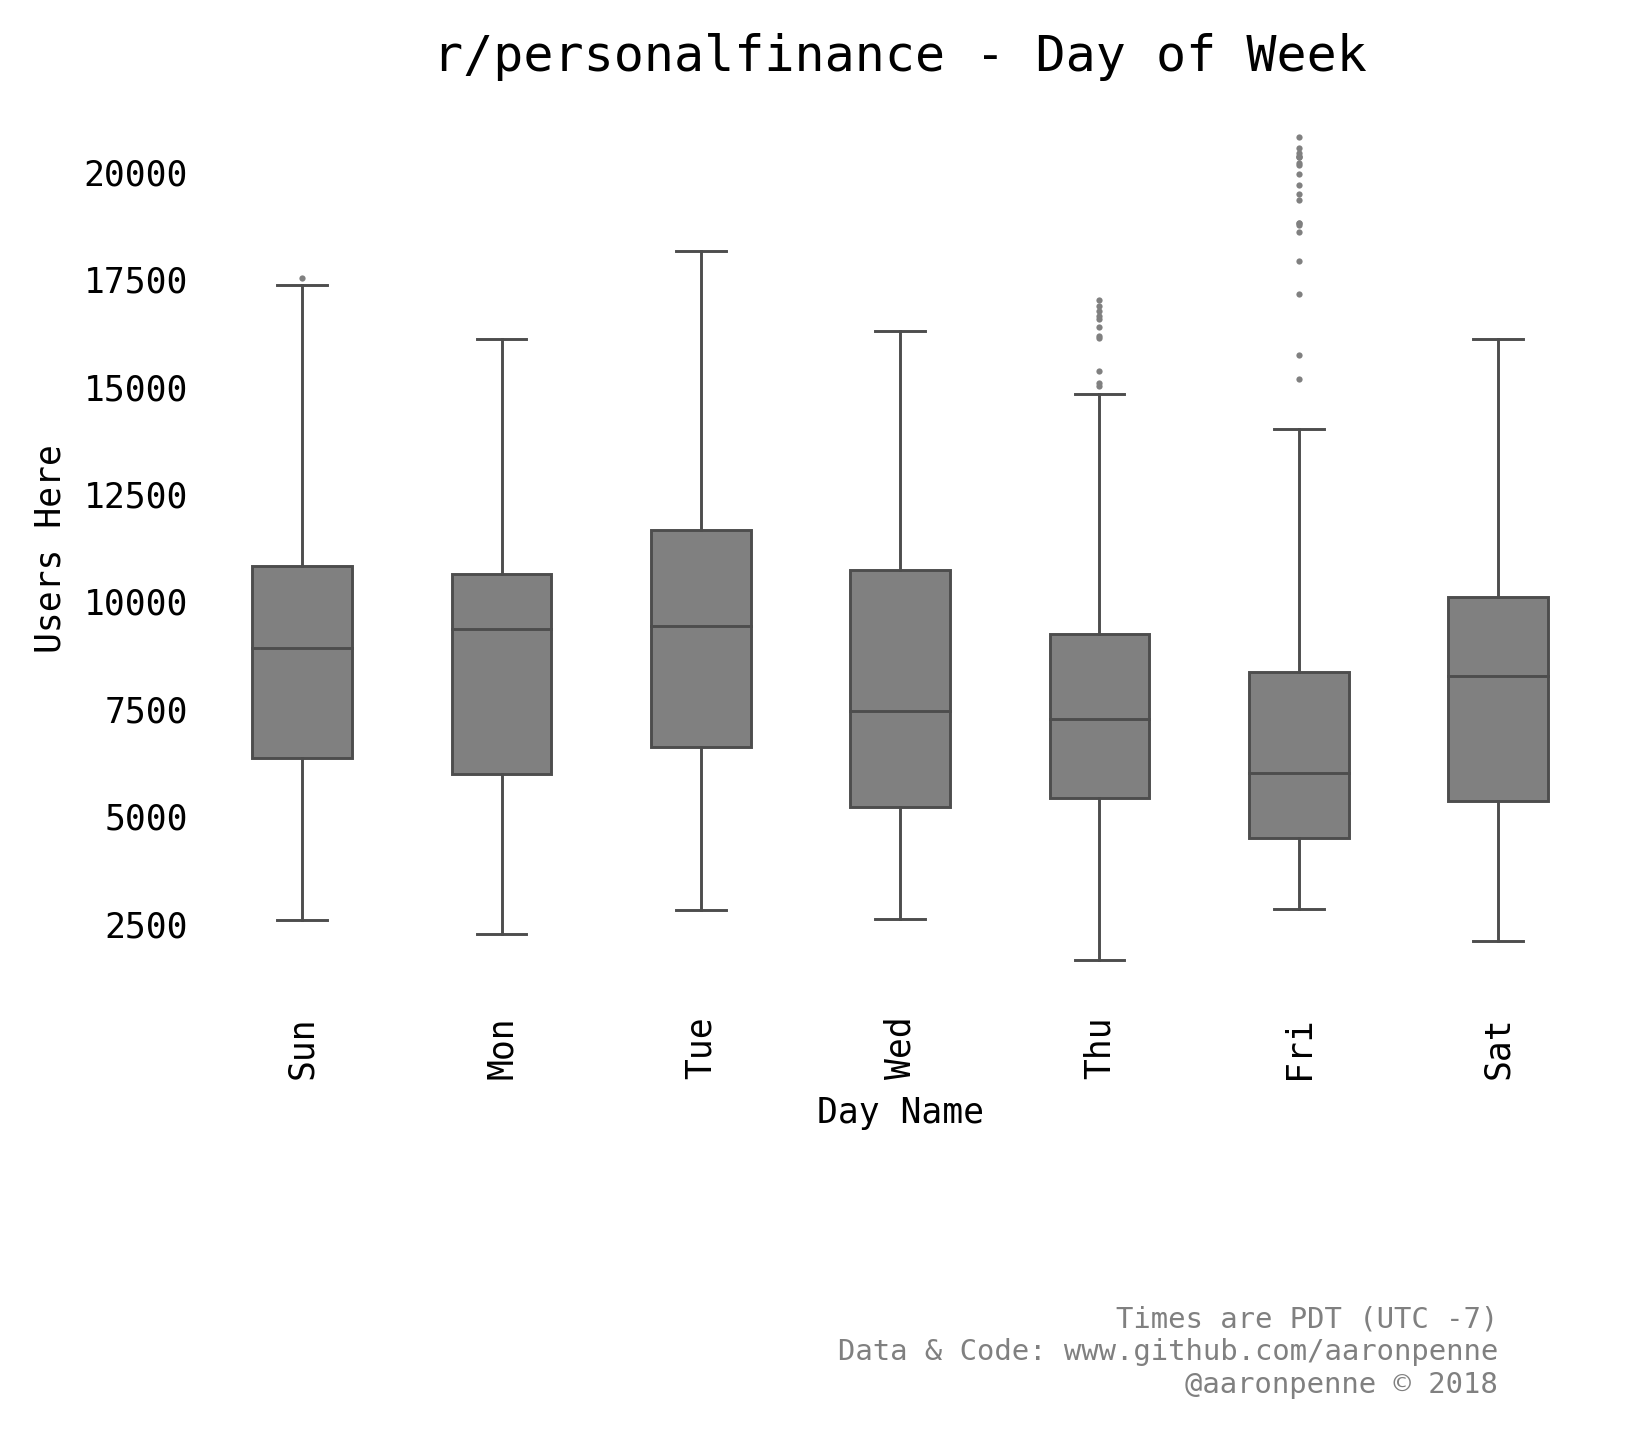 r/personalfinance - Day of Week
20000
17500
15000
12500
10000
7500
5000
2500
Users Here
Sun
Mon
Tue
Wed
Thu
Fri
Sat
Day Name
Times are PDT (UTC -7)
Data & Code: www.github.com/aaronpenne
@aaronpenne © 2018